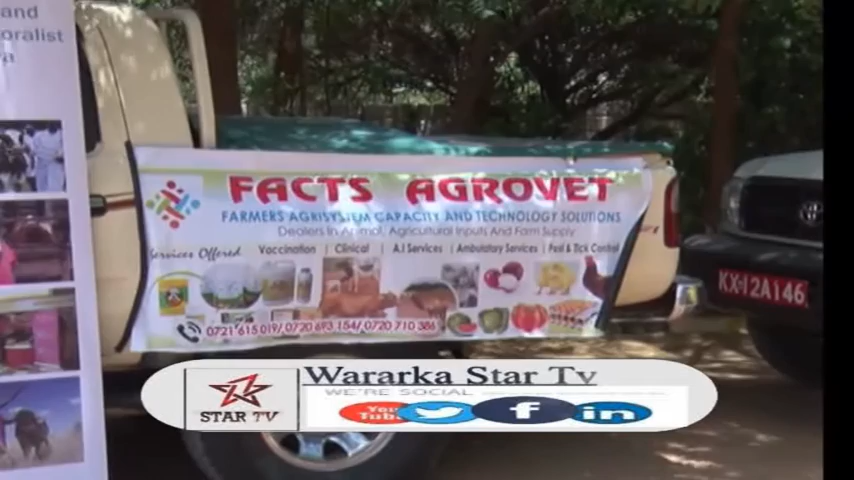 and
oralist
FACTS AGROVET
FARMERS AGRISYSTEM CAPACITY AND TECHNOLOGY SOLUTIONS
Dealers In Animal, Agricultural Inputs And Farm Supply
Services Offered
Vaccination | Clinical | A.I Services | Ambulatory Services | Pest & Tick Control
0721 615 019/ 0720 693 154/ 0720 710 386
KX12A146
Wararka Star Tv
WE'RE SOCIAL
STAR TV
You Tube
f
in